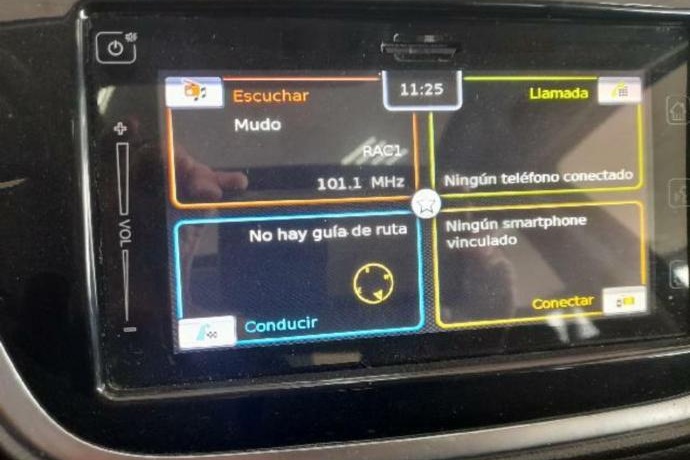 11:25
Escuchar
Mudo
RAC1
101.1 MHz
Llamada
Ningún teléfono conectado
No hay guía de ruta
Conducir
Ningún smartphone
vinculado
Conectar
+
VOL
−